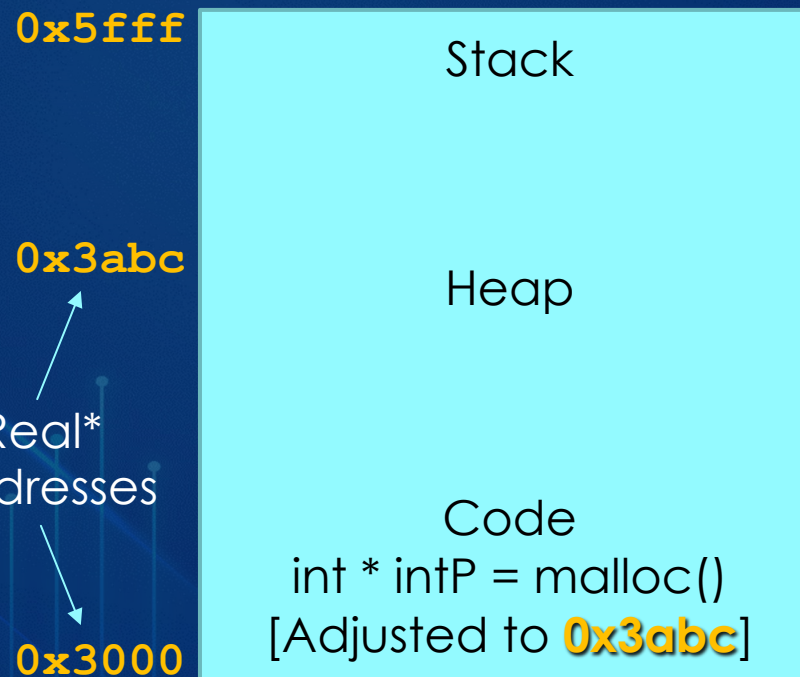 0x5fff
Stack
0x3abc
Heap
Real*
dresses
Code
int * intP = malloc()
[Adjusted to 0x3abc]
0x3000